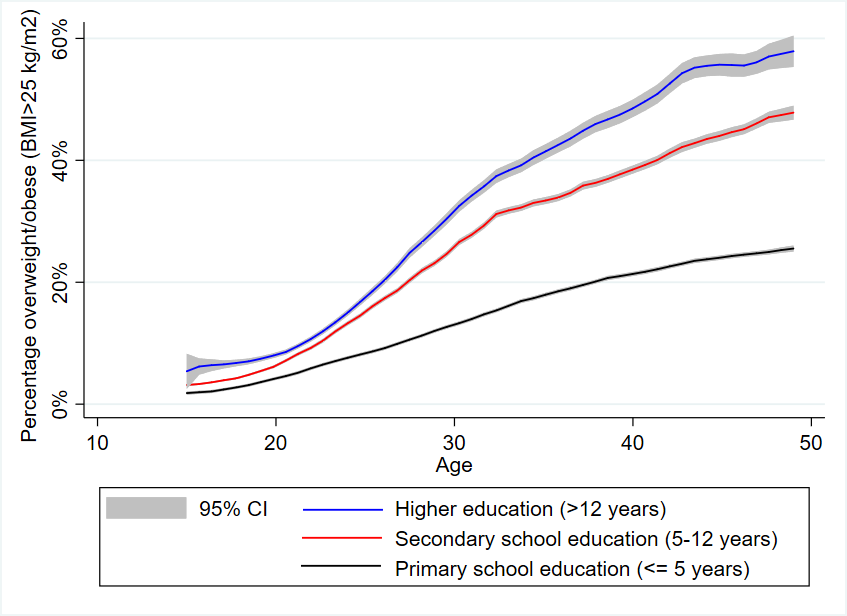 Percentage overweight/obese (BMI>25 kg/m2)
60%
40%
20%
0%
10 20 30 40 50
Age
95% CI
Higher education (>12 years)
Secondary school education (5-12 years)
Primary school education (<= 5 years)